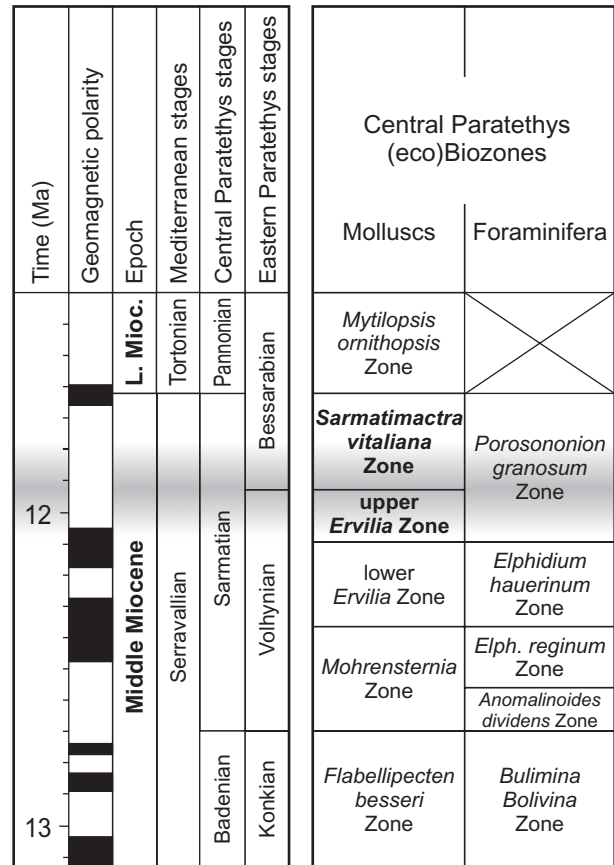 Time (Ma)
Geomagnetic polarity
Epoch
Mediterranean stages
Central Paratethys stages
Eastern Paratethys stages
Central Paratethys
(eco)Biozones
Molluscs
Foraminifera
12
13
L. Mioc.
Middle Miocene
Tortonian
Serravallian
Pannonian
Sarmatian
Badenian
Bessarabian
Volhynian
Konkian
Mytilopsis
ornithopsis
Zone
Sarmatimactra
vitaliana
Zone
upper
Ervilia Zone
lower
Ervilia Zone
Mohrensternia
Zone
Flabellipecten
besseri
Zone
Porosononion
granosum
Zone
Elphidium
hauerinum
Zone
Elph. reginum
Zone
Anomalinoides
dividens Zone
Bulimina
Bolivina
Zone